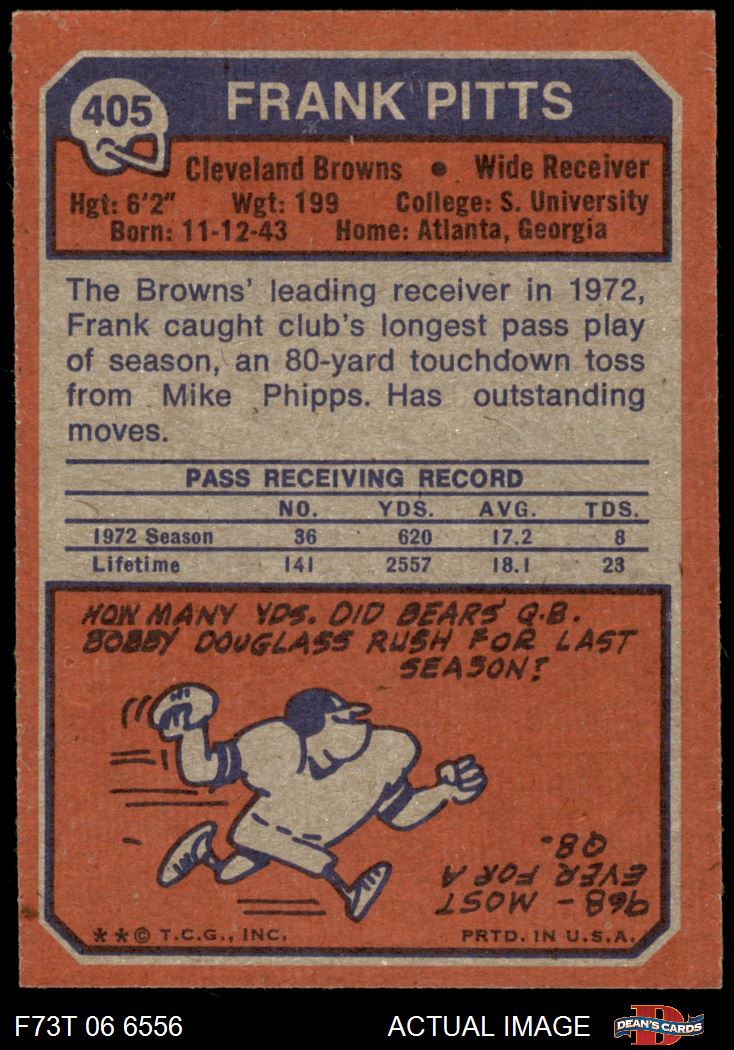 405
FRANK PITTS
Cleveland Browns • Wide Receiver
Hgt: 6'2" Wgt: 199 College: S. University
Born: 11-12-43 Home: Atlanta, Georgia
The Browns' leading receiver in 1972,
Frank caught club's longest pass play
of season, an 80-yard touchdown toss
from Mike Phipps. Has outstanding
moves.
PASS RECEIVING RECORD
NO. YDS. AVG. TDS.
1972 Season 36 620 17.2 8
Lifetime 141 2557 18.1 23
HOW MANY YDS. DID BEARS' Q.B.
BOBBY DOUGLASS RUSH FOR LAST
SEASON?
968 - MOST
EVER FOR A
QB.
**© T.C.G., INC. PRTD. IN U.S.A.
F73T 06 6556 ACTUAL IMAGE
D
DEAN'S CARDS